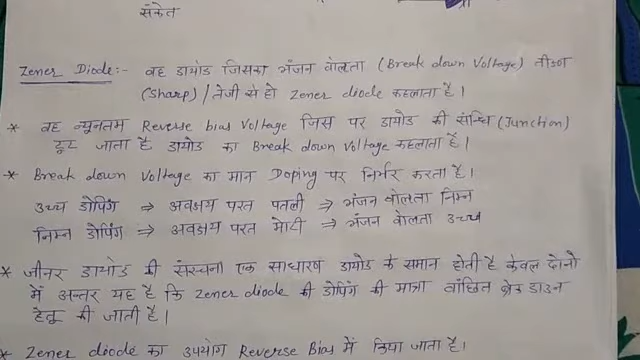 संकेत
Zener Diode:- वह डायोड जिसका भंजन वोल्टता (Break down Voltage) तीक्ष्ण
(sharp) / तेजी से हो Zener diode कहलाता है।
* वह न्यूनतम Reverse bias Voltage जिस पर डायोड की संन्धि (Junction)
टूट जाता है डायोड का Break down Voltage कहलाता है।
* Break down Voltage का मान Doping पर निर्भर करता है।
उच्च डोपिंग ⇒ अवक्षय परत पतली ⇒ भंजन वोल्टता निम्न
निम्न डोपिंग ⇒ अवक्षय परत मोटी ⇒ भंजन वोल्टता उच्च
* जीनर डायोड की संरचना एक साधारण डायोड के समान होती है केवल दोनो
में अन्तर यह है कि Zener diode की डोपिंग की मात्रा वांछित ब्रेक डाउन
हेतू की जाती है।
* Zener diode का उपयोग Reverse Bias में किया जाता है।